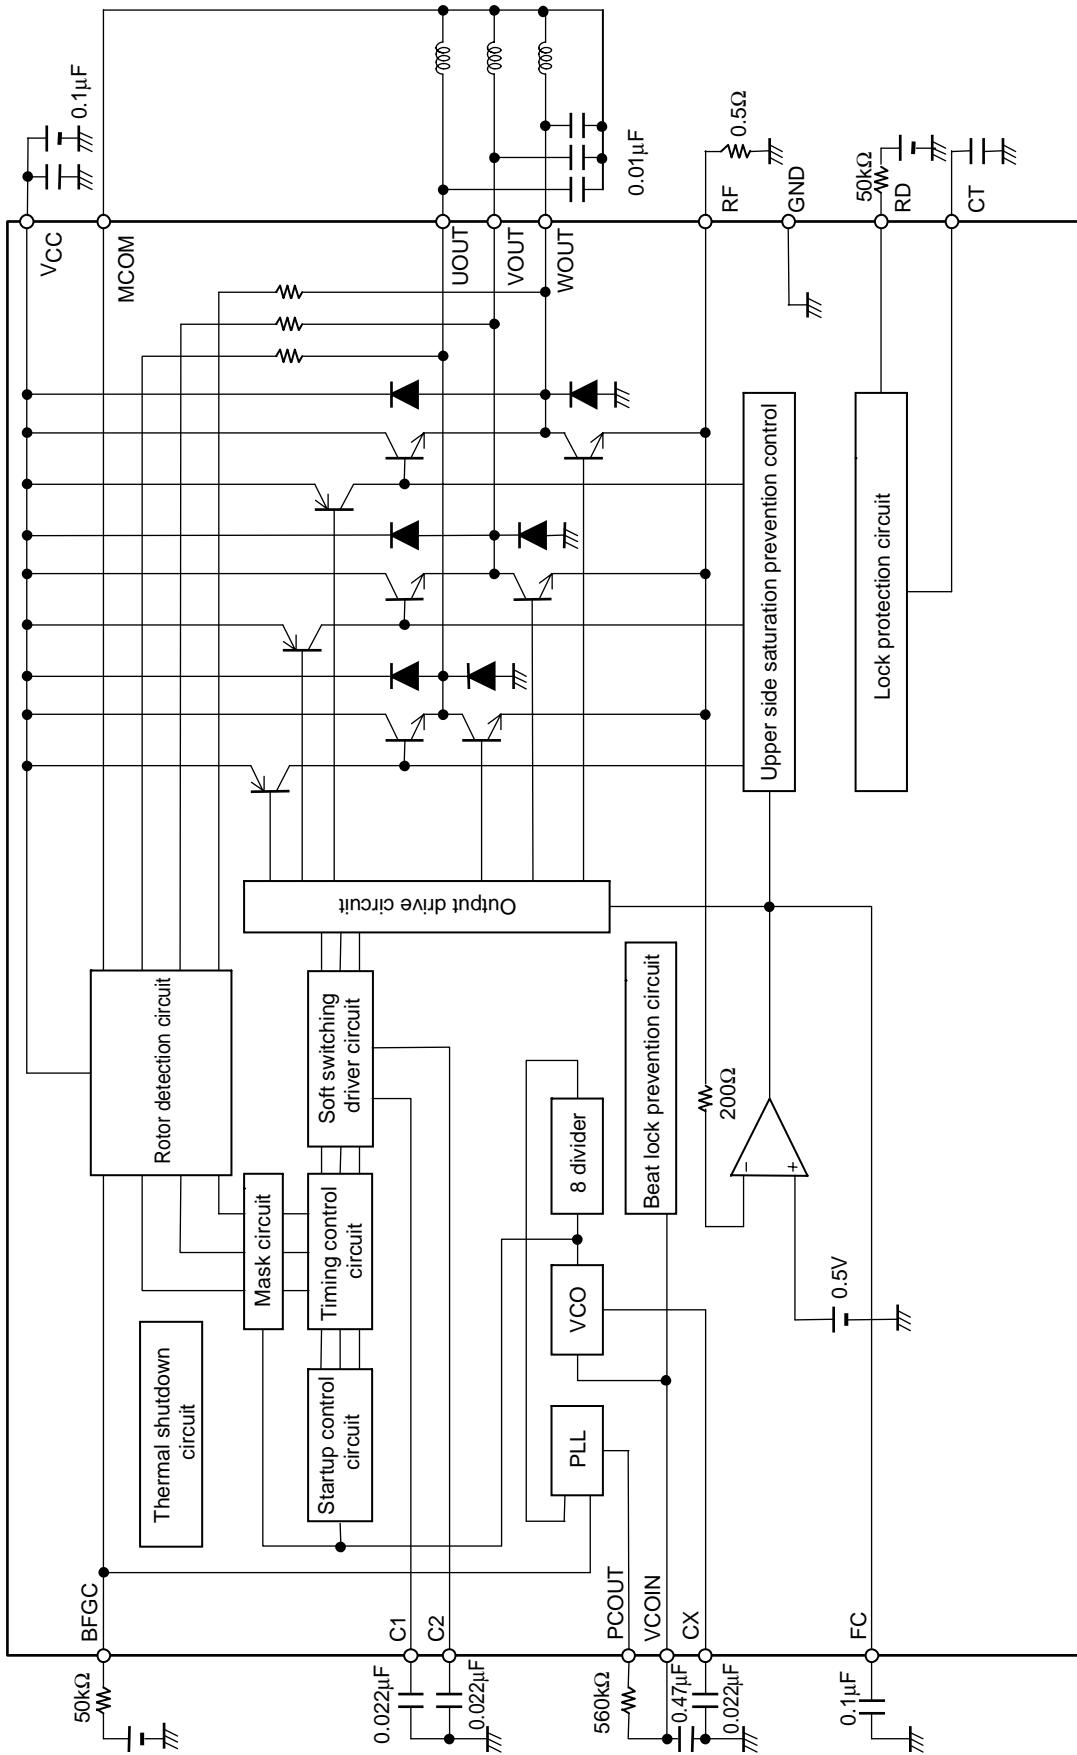 0.1μF
VCC
MCOM
UOUT
VOUT
WOUT
0.01μF
RF
0.5Ω
GND
50kΩ
RD
CT
Rotor detection circuit
Thermal shutdown
circuit
Mask circuit
Startup control
circuit
Timing control
circuit
Soft switching
driver circuit
Output drive circuit
PLL
VCO
8 divider
Beat lock prevention circuit
200Ω
−
+
0.5V
Upper side saturation prevention control
Lock protection circuit
BFGC
50kΩ
C1
C2
0.022μF
0.022μF
PCOUT
VCOIN
CX
560kΩ
0.47μF
0.022μF
FC
0.1μF